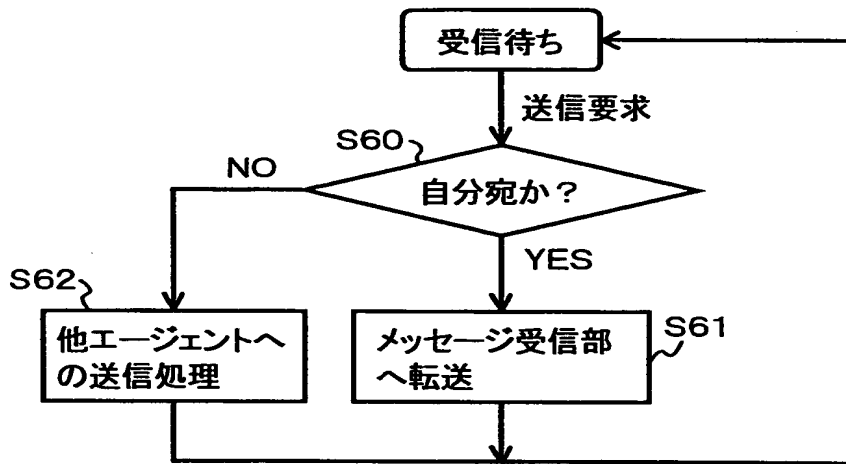 受信待ち
送信要求
S60
NO
自分宛か？
YES
S62
他エージェントへ
の送信処理
メッセージ受信部
へ転送
S61